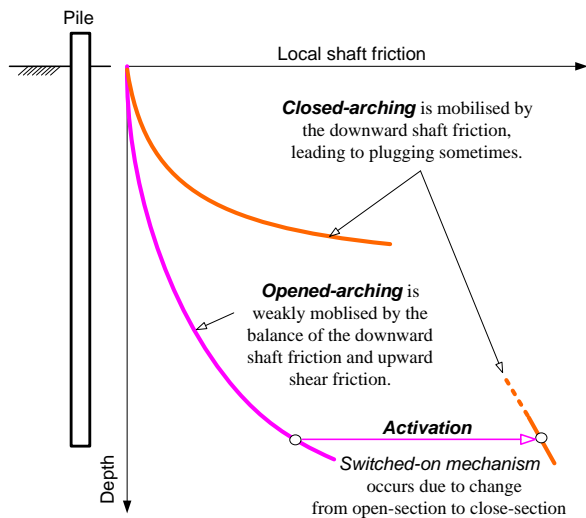 Pile
Local shaft friction
Closed-arching is mobilised by
the downward shaft friction,
leading to plugging sometimes.
Opened-arching is
weakly moblised by the
balance of the downward
shaft friction and upward
shear friction.
Activation
Switched-on mechanism
occurs due to change
from open-section to close-section
Depth